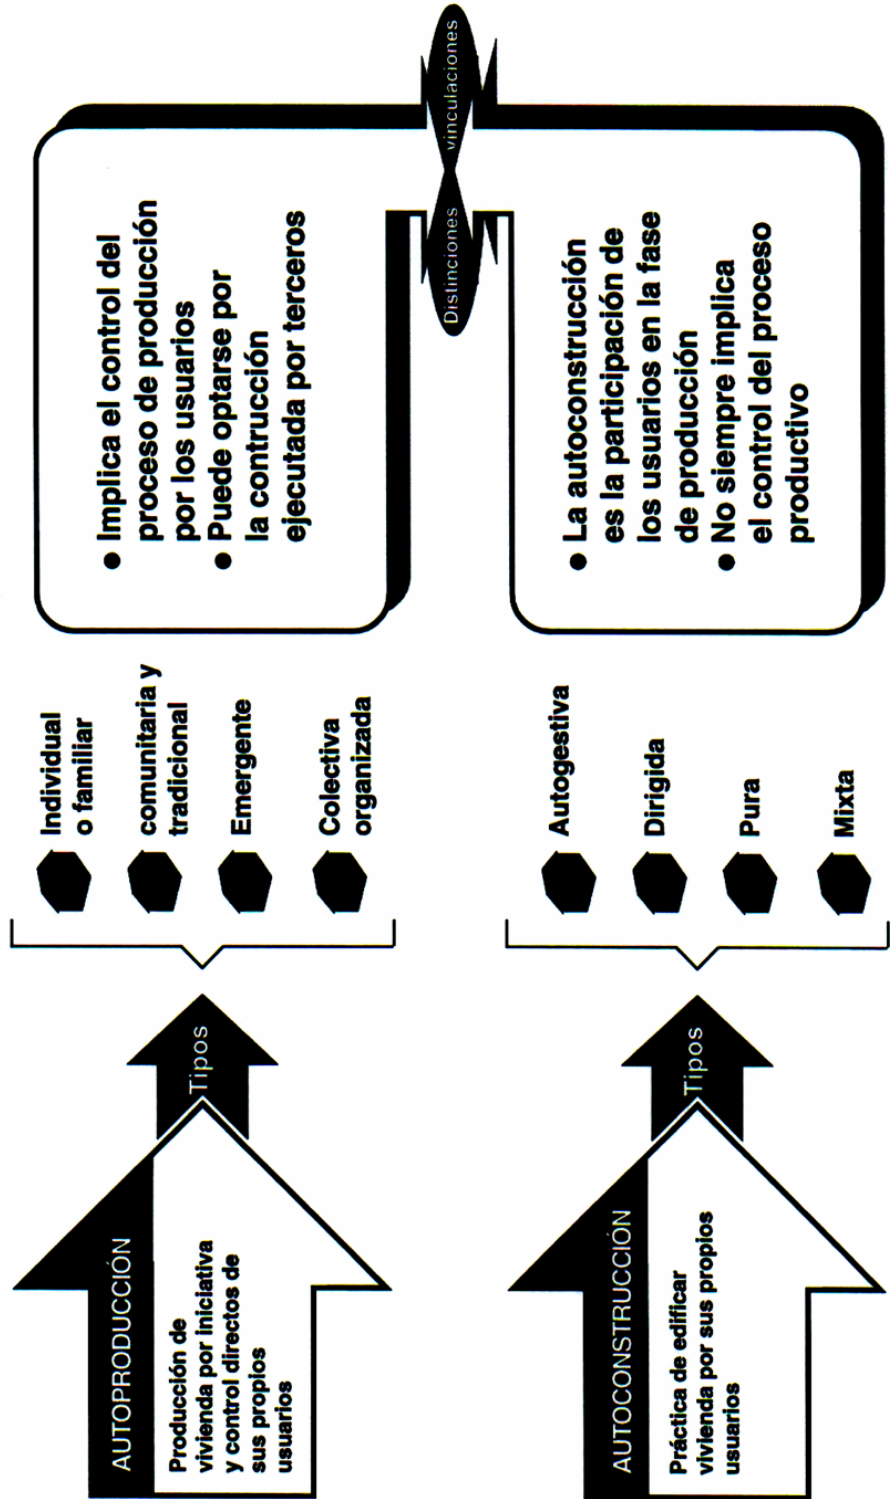 AUTOPRODUCCIÓN
Producción de
vivienda por iniciativa
y control directos de
sus propios
usuarios
Tipos
Individual
o familiar
comunitaria y
tradicional
Emergente
Colectiva
organizada
• Implica el control del
proceso de producción
por los usuarios
• Puede optarse por
la contrucción
ejecutada por terceros
Distinciones
vinculaciones
AUTOCONSTRUCCIÓN
Práctica de edificar
vivienda por sus propios
usuarios
Tipos
Autogestiva
Dirigida
Pura
Mixta
• La autoconstrucción
es la participación de
los usuarios en la fase
de producción
• No siempre implica
el control del proceso
productivo